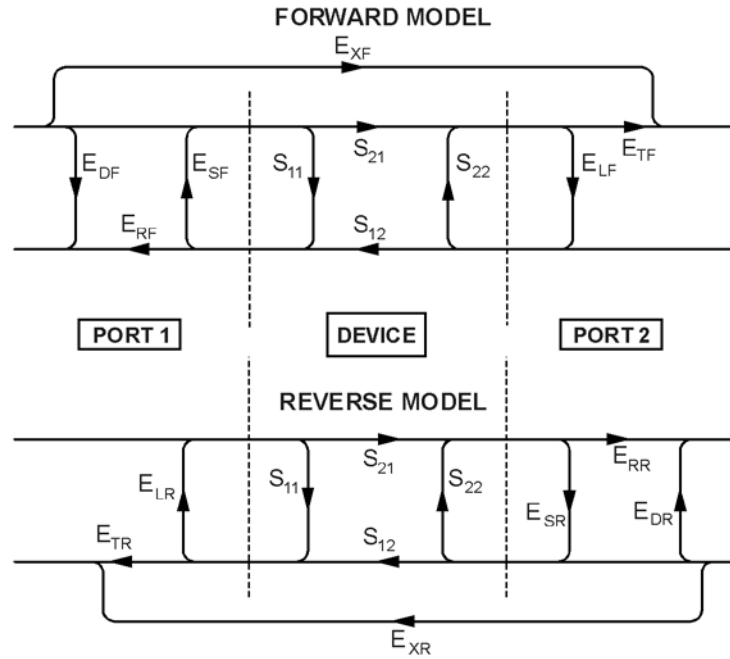 FORWARD MODEL
E_XF
E_DF E_SF S_11 S_21 S_22 E_LF E_TF
E_RF S_12
PORT 1 DEVICE PORT 2
REVERSE MODEL
E_LR S_11 S_21 S_22 E_SR E_RR E_DR
E_TR S_12
E_XR